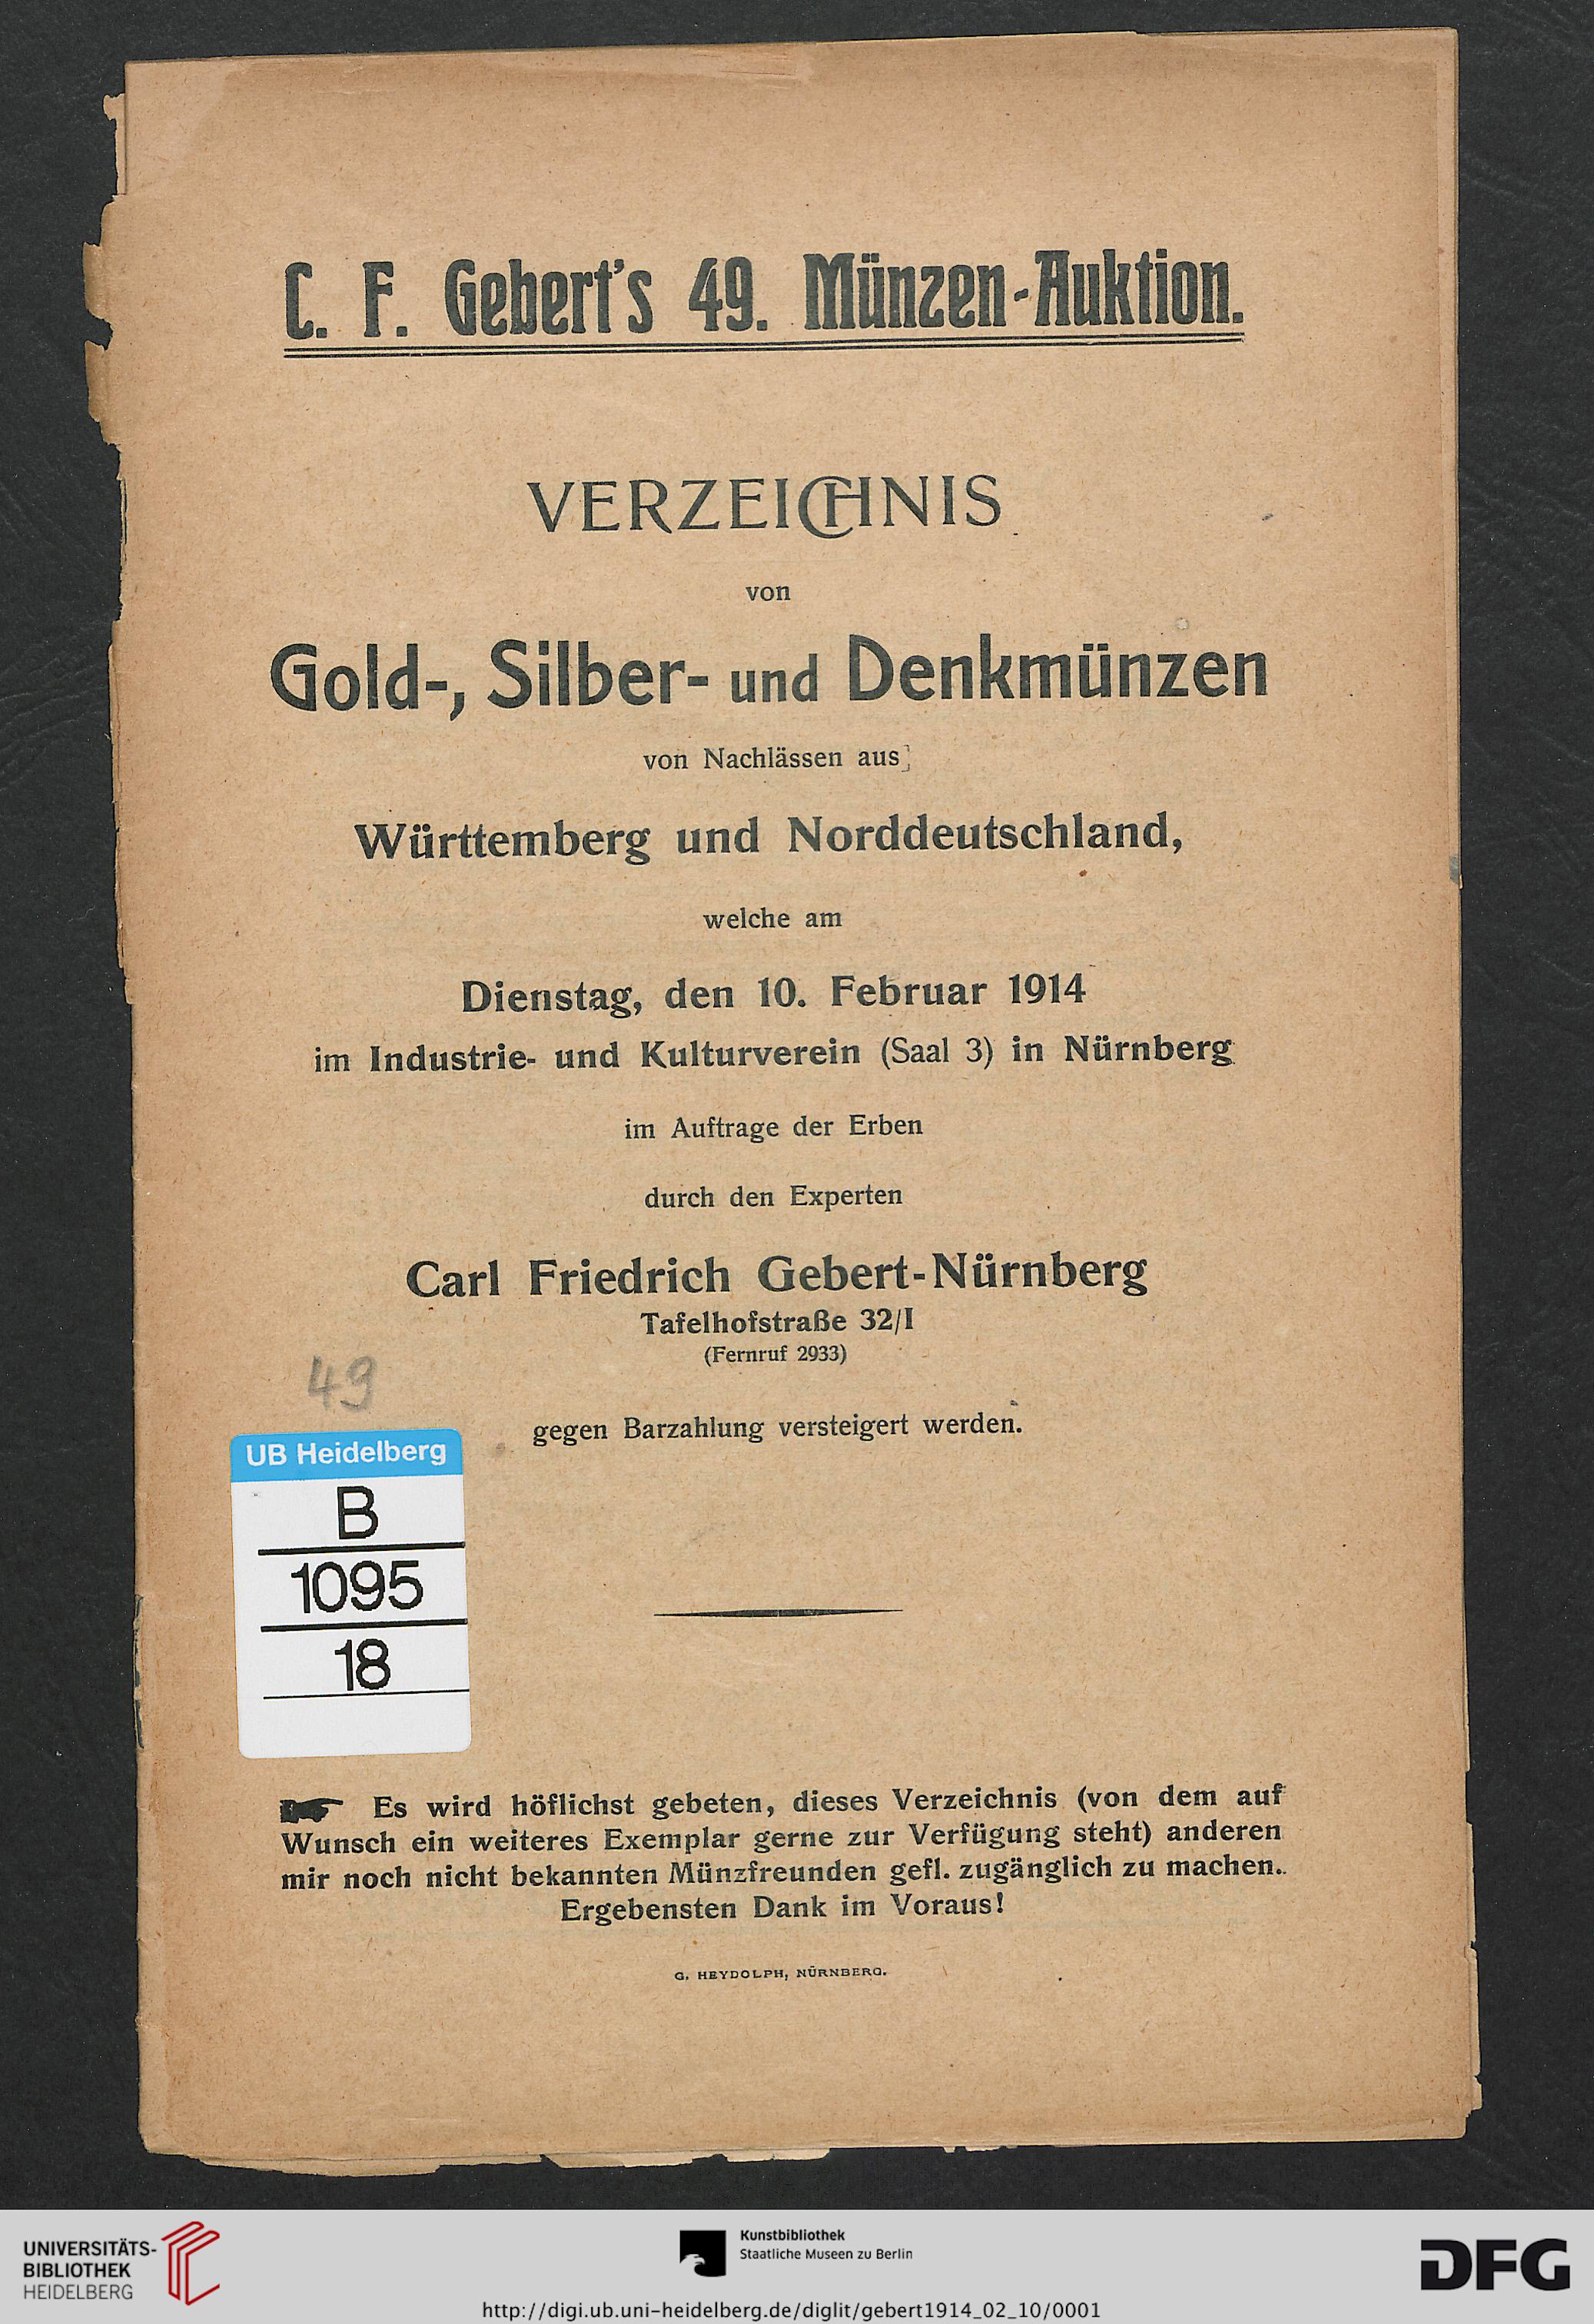 C. F. Gebert's 49. Münzen-Auktion.
VERZEICHNIS
von
Gold-, Silber- und Denkmünzen
von Nachlässen aus
Württemberg und Norddeutschland,
welche am
Dienstag, den 10. Februar 1914
im Industrie- und Kulturverein (Saal 3) in Nürnberg
im Auftrage der Erben
durch den Experten
Carl Friedrich Gebert-Nürnberg
Tafelhofstraße 32/I
(Fernruf 2933)
49
gegen Barzahlung versteigert werden.
UB Heidelberg
B
1095
18
Es wird höflichst gebeten, dieses Verzeichnis (von dem auf
Wunsch ein weiteres Exemplar gerne zur Verfügung steht) anderen
mir noch nicht bekannten Münzfreunden gefl. zugänglich zu machen.
Ergebensten Dank im Voraus!
G. HEYDOLPH, NÜRNBERG.
UNIVERSITÄTS-
BIBLIOTHEK
HEIDELBERG
Kunstbibliothek
Staatliche Museen zu Berlin
DFG
http://digi.ub.uni-heidelberg.de/diglit/gebert1914_02_10/0001